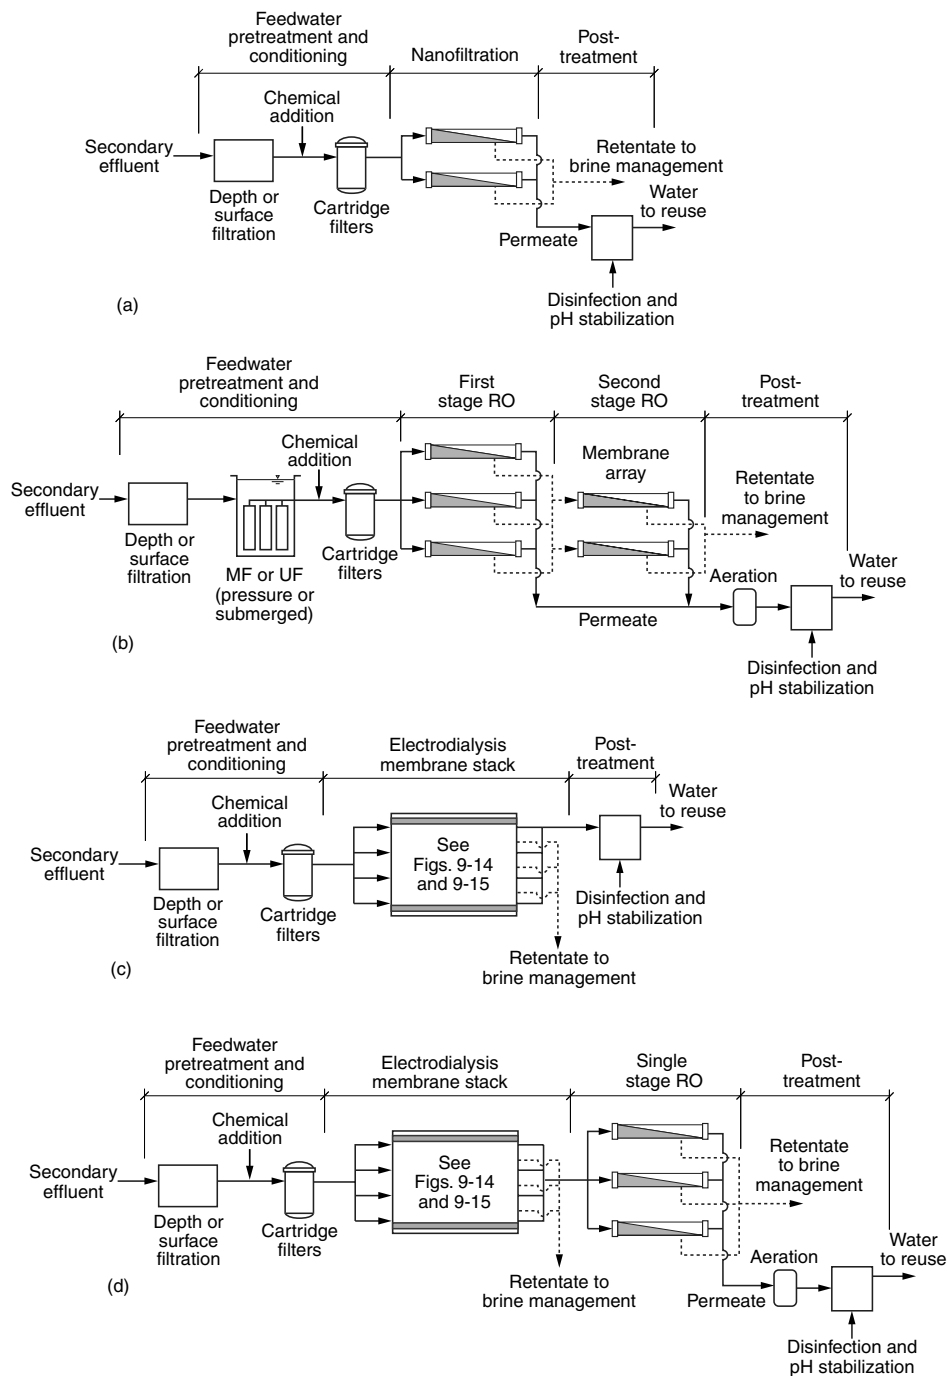 Feedwater
pretreatment and
conditioning
Nanofiltration
Post-
treatment
Chemical
addition
Secondary
effluent
Depth or
surface
filtration
Cartridge
filters
Retentate to
brine management
Water
to reuse
Permeate
Disinfection and
pH stabilization
(a)
Feedwater
pretreatment and
conditioning
First
stage RO
Second
stage RO
Post-
treatment
Chemical
addition
Membrane
array
Secondary
effluent
Retentate
to brine
management
Depth or
surface
filtration
MF or UF
(pressure or
submerged)
Cartridge
filters
Aeration
Water
to reuse
Permeate
Disinfection and
pH stabilization
(b)
Feedwater
pretreatment and
conditioning
Electrodialysis
membrane stack
Post-
treatment
Chemical
addition
Water
to reuse
Secondary
effluent
See
Figs. 9-14
and 9-15
Depth or
surface
filtration
Cartridge
filters
Disinfection and
pH stabilization
Retentate to
brine management
(c)
Feedwater
pretreatment and
conditioning
Electrodialysis
membrane stack
Single
stage RO
Post-
treatment
Chemical
addition
Secondary
effluent
See
Figs. 9-14
and 9-15
Retentate
to brine
management
Depth or
surface
filtration
Cartridge
filters
Retentate to
brine management
Aeration
Water
to reuse
Permeate
Disinfection and
pH stabilization
(d)